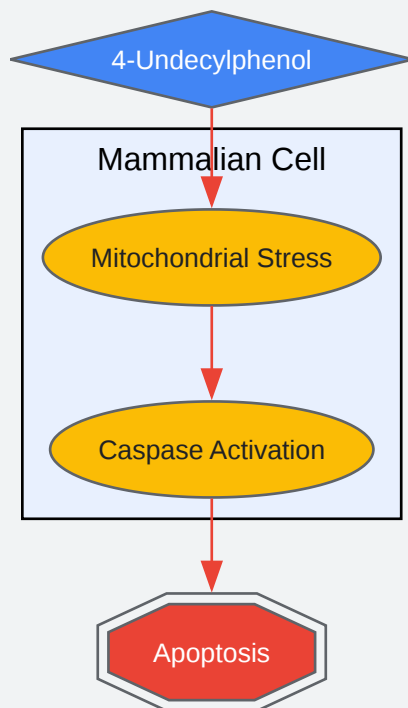 4-Undecylphenol
Mammalian Cell
Mitochondrial Stress
Caspase Activation
Apoptosis